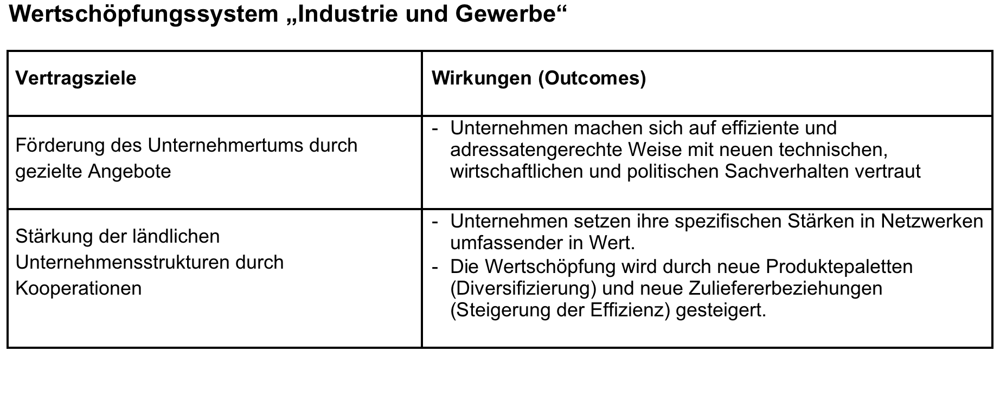 Wertschöpfungssystem „Industrie und Gewerbe“
Vertragsziele
Wirkungen (Outcomes)
Förderung des Unternehmertums durch
gezielte Angebote
- Unternehmen machen sich auf effiziente und
adressatengerechte Weise mit neuen technischen,
wirtschaftlichen und politischen Sachverhalten vertraut
Stärkung der ländlichen
Unternehmensstrukturen durch
Kooperationen
- Unternehmen setzen ihre spezifischen Stärken in Netzwerken
umfassender in Wert.
- Die Wertschöpfung wird durch neue Produktepaletten
(Diversifizierung) und neue Zuliefererbeziehungen
(Steigerung der Effizienz) gesteigert.